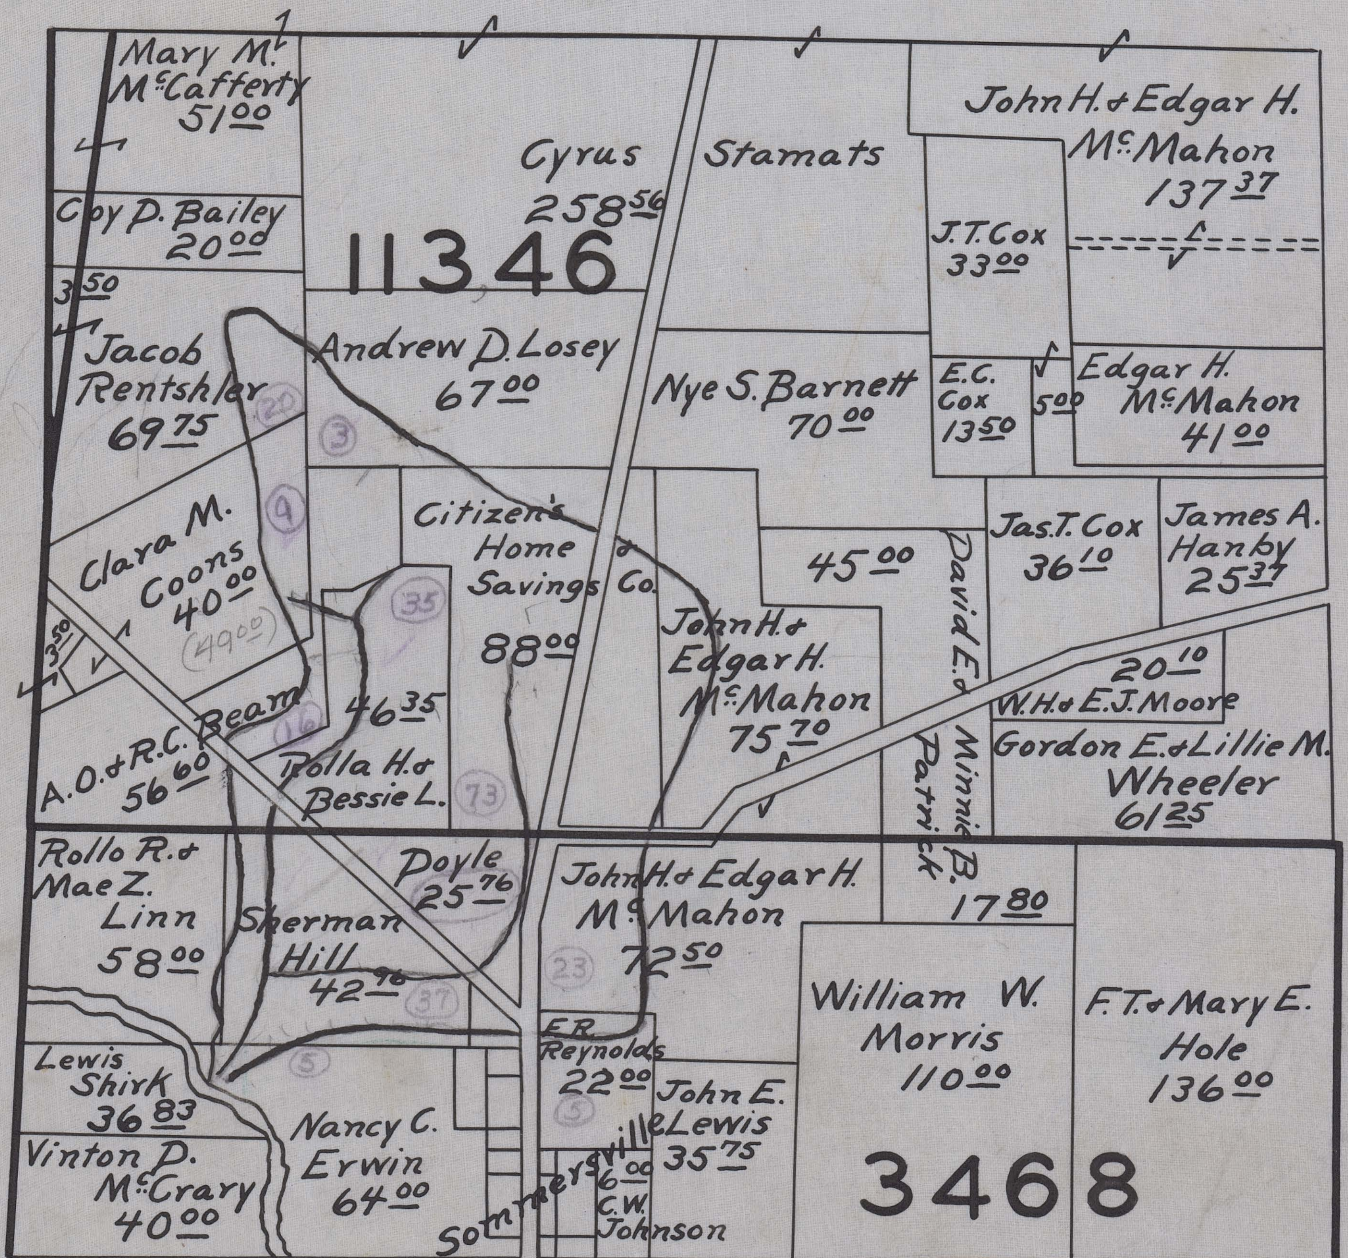 Mary M.
McCafferty
51 00
Coy D. Bailey
20 00
3 50
Jacob
Rentshler
69 75
Cyrus Stamats
258 56
11346
Andrew D. Losey
67 00
John H. & Edgar H.
McMahon
137 37
J.T. Cox
33 00
Nye S. Barnett
70 00
E.C.
Cox
13 50
5 00
Edgar H.
McMahon
41 00
20
3
9
Clara M.
Coons
40 00
(49 00)
3 50
Citizen's
Home &
Savings Co.
88 00
35
45 00
David E. &
Minnie B.
Patrick
17 80
Jas. T. Cox
36 10
James A.
Hanby
25 37
John H. &
Edgar H.
McMahon
75 70
20 10
W.H. & E.J. Moore
Gordon E. & Lillie M.
Wheeler
61 25
A.O. & R.C. Beam
56 60
16
46 35
Rolla H. &
Bessie L.
Doyle
25 76
73
Rollo R. &
Mae Z.
Linn
58 00
Sherman
Hill
42 96
37
John H. & Edgar H.
McMahon
72 50
23
William W.
Morris
110 00
F.T. & Mary E.
Hole
136 00
Lewis
Shirk
36 83
5
E.R.
Reynolds
22 00
5
John E.
Lewis
35 75
Vinton D.
McCrary
40 00
Nancy C.
Erwin
64 00
Sommersville
6 00
C.W.
Johnson
3468